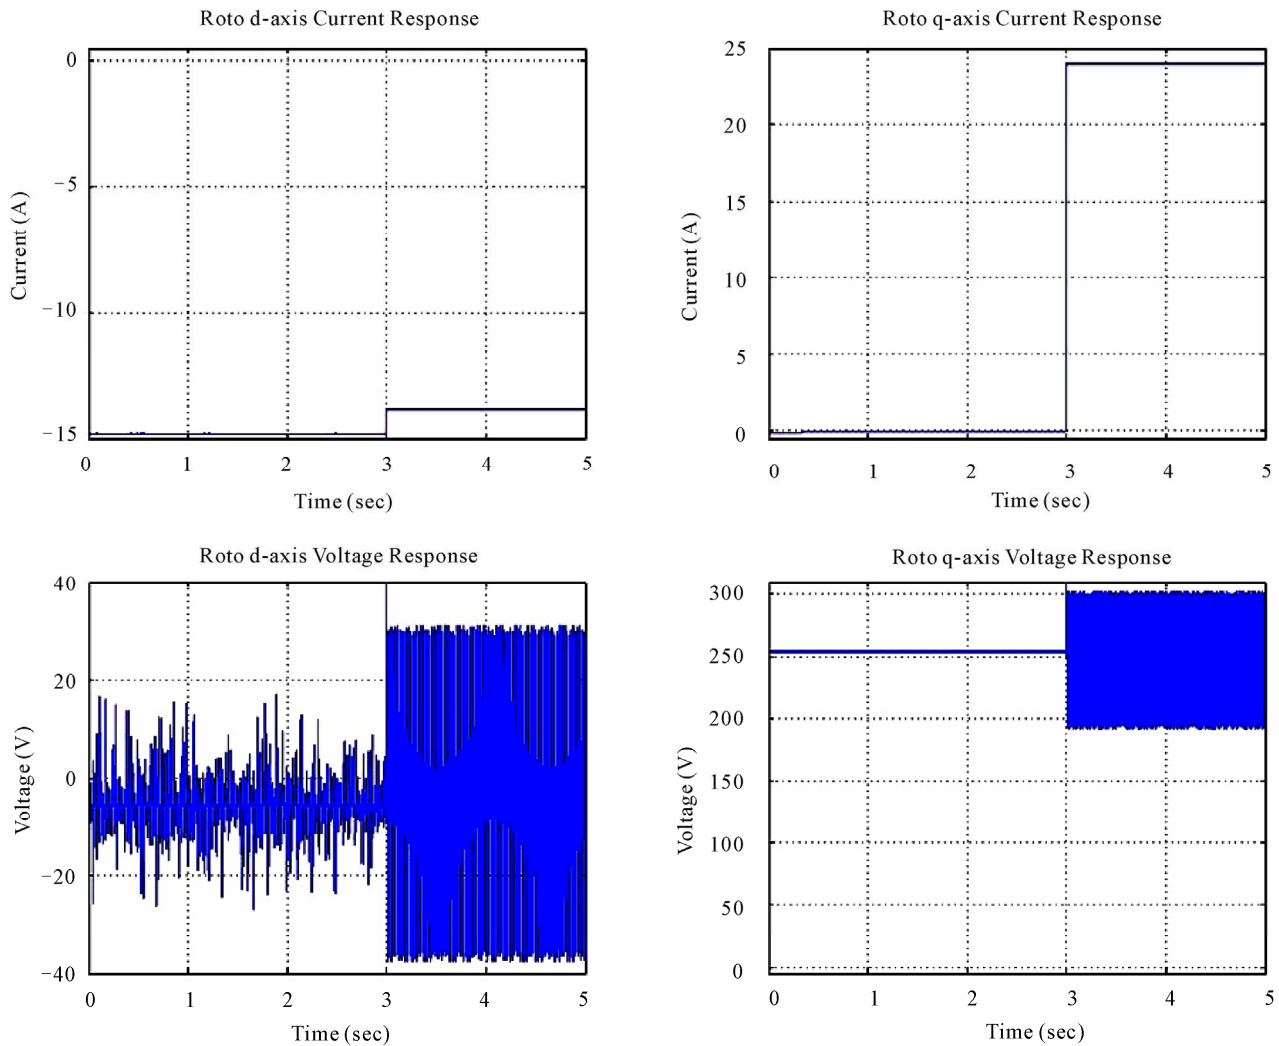 Roto d-axis Current Response
0
−5
−10
−15
Current (A)
0 1 2 3 4 5
Time (sec)
Roto q-axis Current Response
25
20
15
10
5
0
Current (A)
0 1 2 3 4 5
Time (sec)
Roto d-axis Voltage Response
40
20
0
−20
−40
Voltage (V)
0 1 2 3 4 5
Time (sec)
Roto q-axis Voltage Response
300
250
200
150
100
50
0
Voltage (V)
0 1 2 3 4 5
Time (sec)